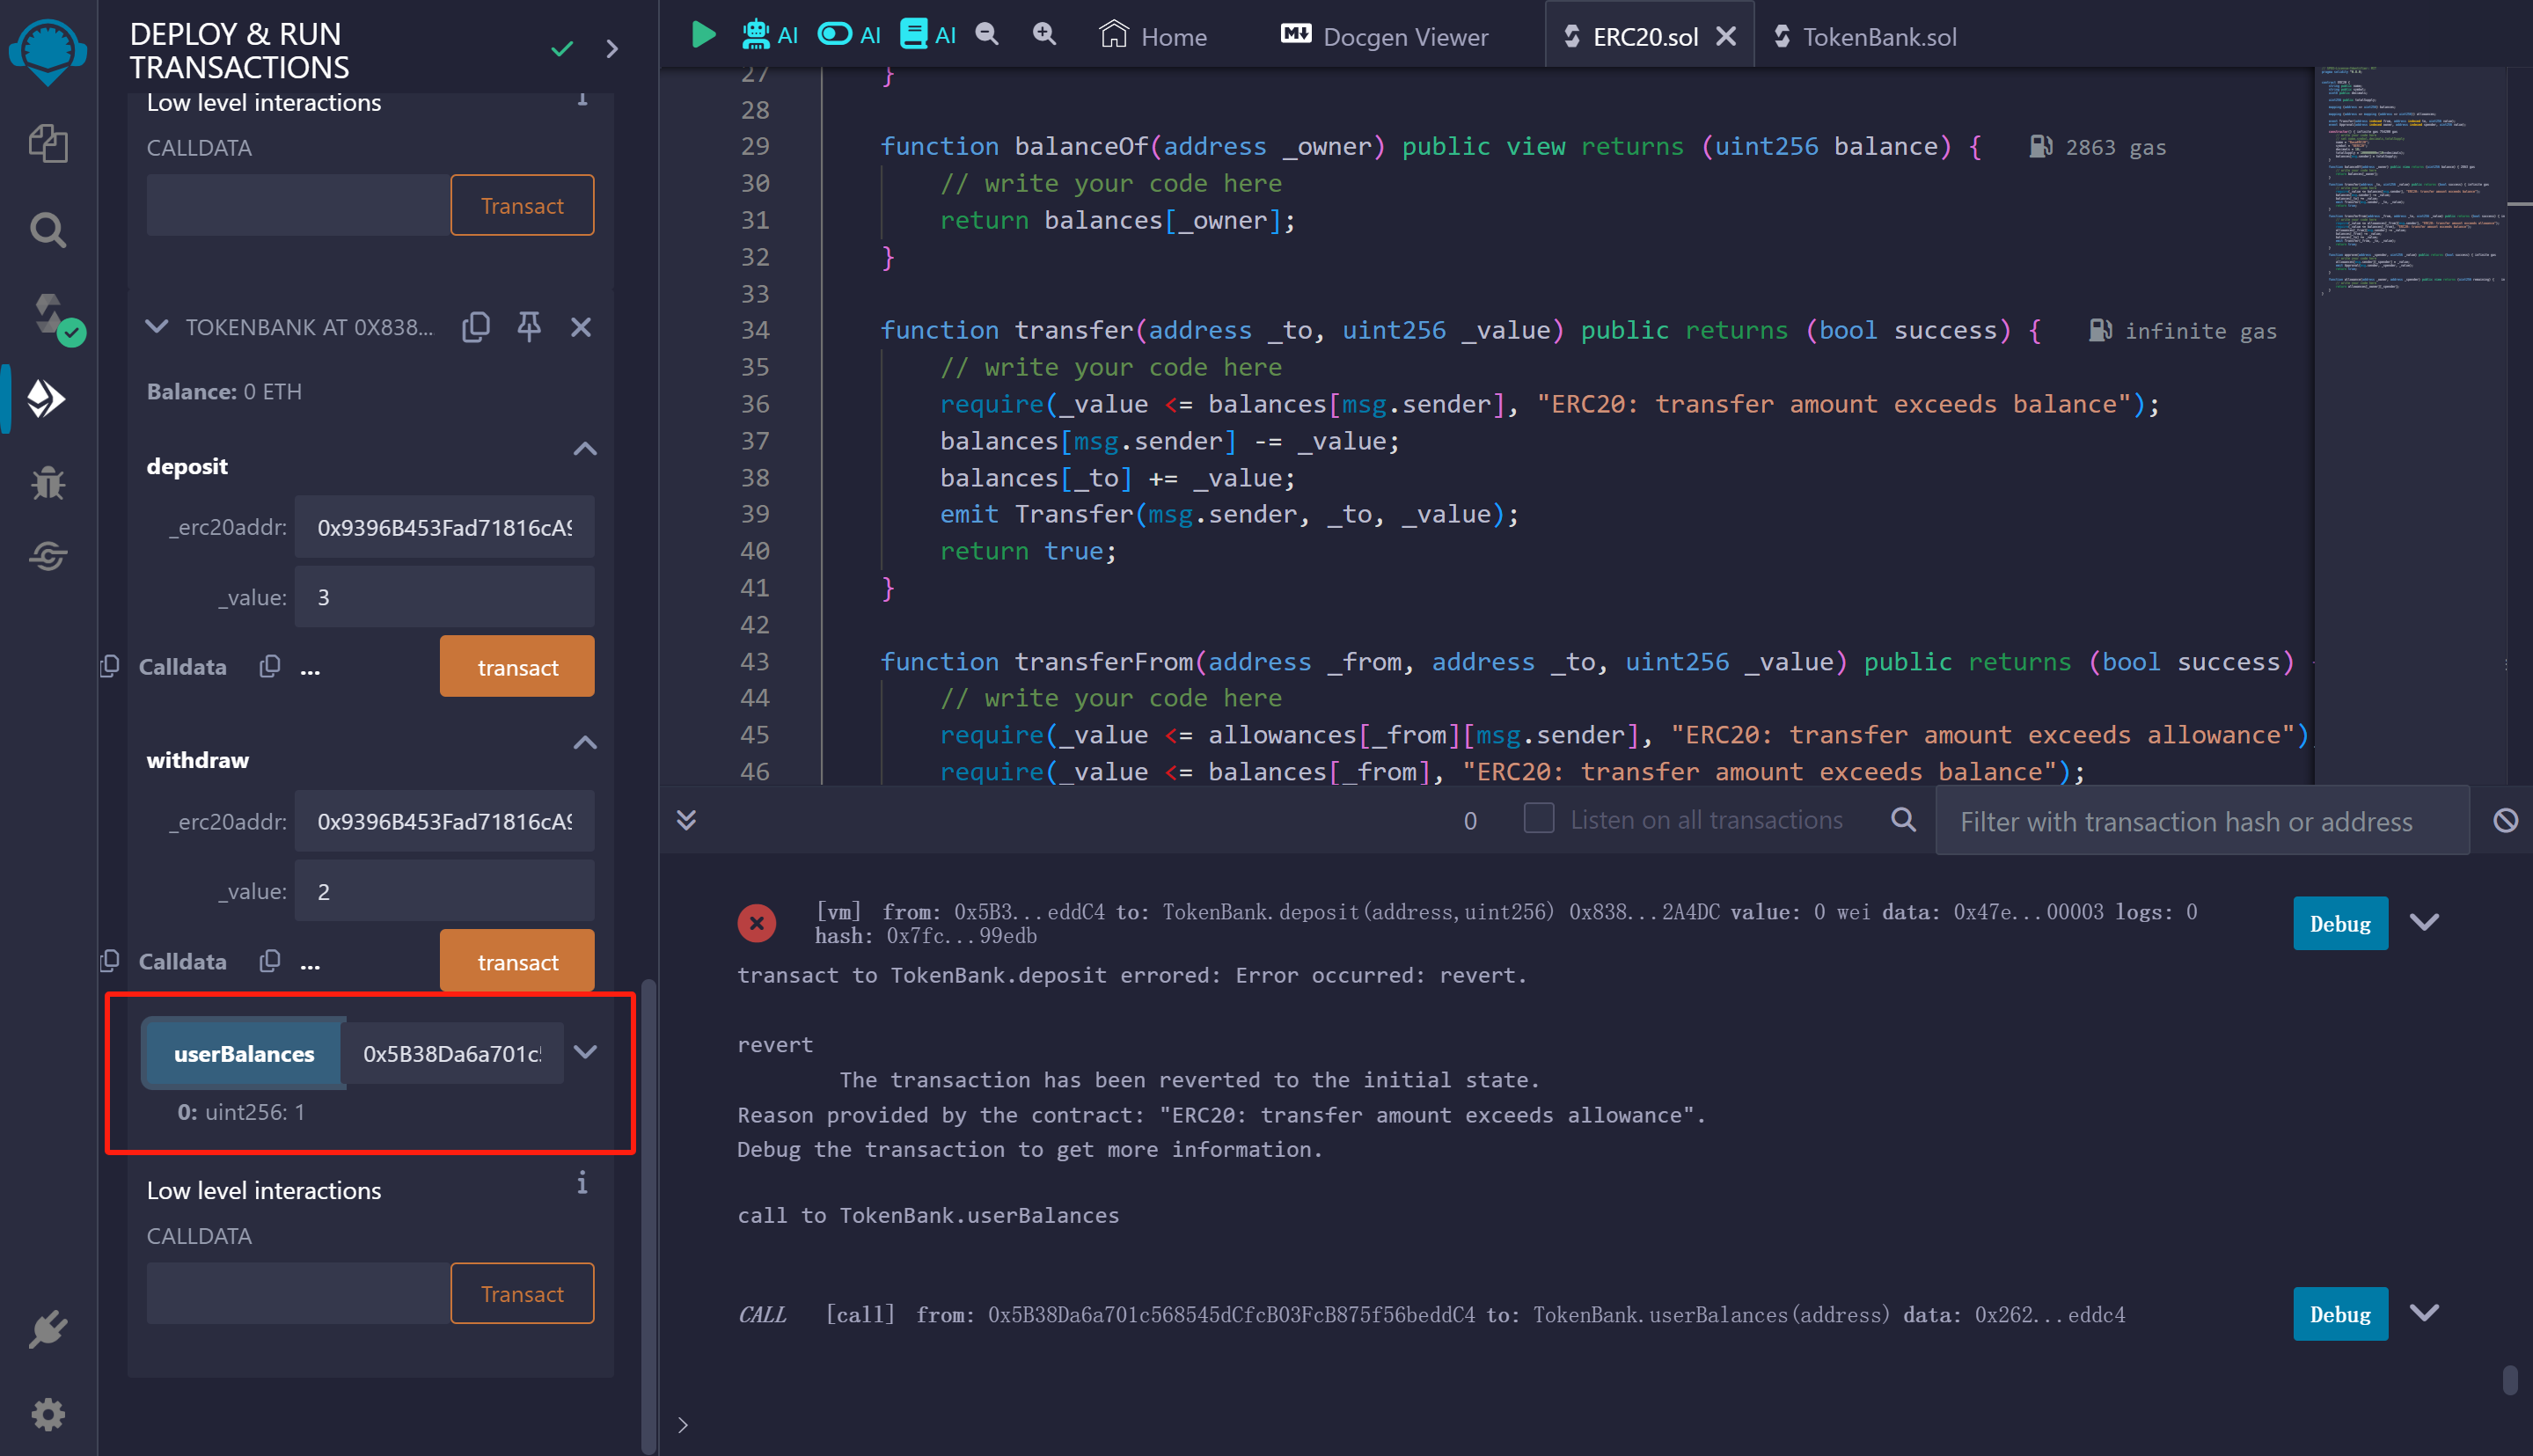 DEPLOY & RUN
TRANSACTIONS
Low level interactions
i
CALLDATA
Transact
TOKENBANK AT 0X838...
Balance: 0 ETH
deposit
_erc20addr: 0x9396B453Fad71816cA9
_value: 3
Calldata ... transact
withdraw
_erc20addr: 0x9396B453Fad71816cA9
_value: 2
Calldata ... transact
userBalances 0x5B38Da6a701c5
0: uint256: 1
Low level interactions
i
CALLDATA
Transact
AI AI AI Home Docgen Viewer ERC20.sol TokenBank.sol
27 }
28
29 function balanceOf(address _owner) public view returns (uint256 balance) { 2863 gas
30 // write your code here
31 return balances[_owner];
32 }
33
34 function transfer(address _to, uint256 _value) public returns (bool success) { infinite gas
35 // write your code here
36 require(_value <= balances[msg.sender], "ERC20: transfer amount exceeds balance");
37 balances[msg.sender] -= _value;
38 balances[_to] += _value;
39 emit Transfer(msg.sender, _to, _value);
40 return true;
41 }
42
43 function transferFrom(address _from, address _to, uint256 _value) public returns (bool success)
44 // write your code here
45 require(_value <= allowances[_from][msg.sender], "ERC20: transfer amount exceeds allowance")
46 require(_value <= balances[_from], "ERC20: transfer amount exceeds balance");
0 Listen on all transactions Filter with transaction hash or address
[vm] from: 0x5B3...eddC4 to: TokenBank.deposit(address,uint256) 0x838...2A4DC value: 0 wei data: 0x47e...00003 logs: 0
hash: 0x7fc...99edb
Debug
transact to TokenBank.deposit errored: Error occurred: revert.
revert
The transaction has been reverted to the initial state.
Reason provided by the contract: "ERC20: transfer amount exceeds allowance".
Debug the transaction to get more information.
call to TokenBank.userBalances
CALL [call] from: 0x5B38Da6a701c568545dCfcB03FcB875f56beddC4 to: TokenBank.userBalances(address) data: 0x262...eddc4
Debug
>